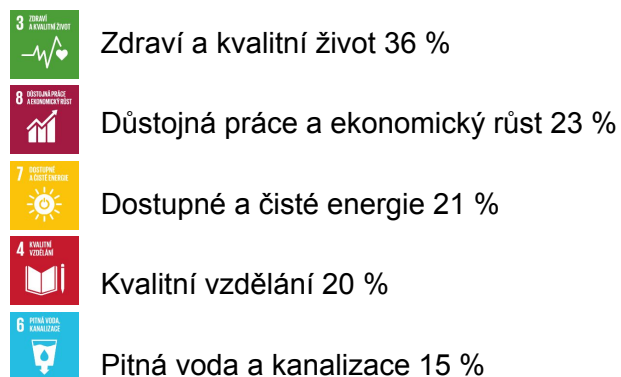 3 ZDRAVÍ
A KVALITNÍ ŽIVOT
Zdraví a kvalitní život 36 %
8 DŮSTOJNÁ PRÁCE
A EKONOMICKÝ RŮST
Důstojná práce a ekonomický růst 23 %
7 DOSTUPNÉ
A ČISTÉ ENERGIE
Dostupné a čisté energie 21 %
4 KVALITNÍ
VZDĚLÁNÍ
Kvalitní vzdělání 20 %
6 PITNÁ VODA,
KANALIZACE
Pitná voda a kanalizace 15 %